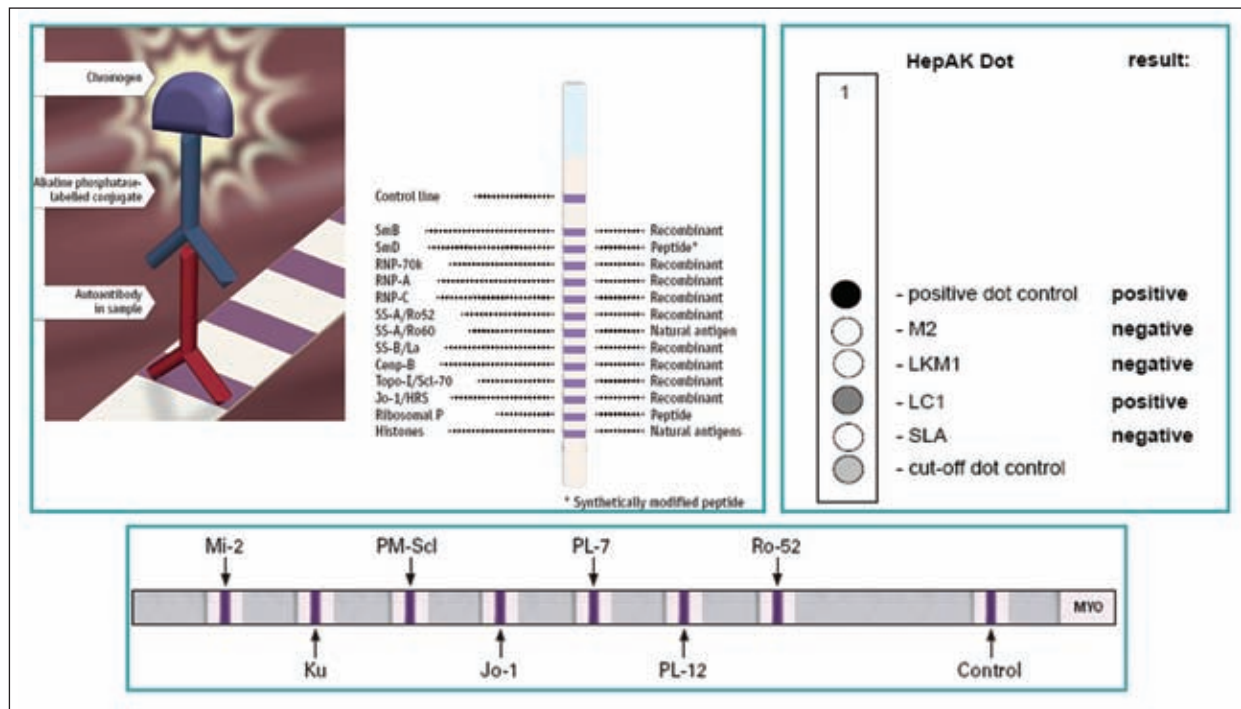 Chromogen
Alkaline phosphatase-
labelled conjugate
Autoantibody
in sample
Control line
SmB Recombinant
SmD Peptide*
RNP-70k Recombinant
RNP-A Recombinant
RNP-C Recombinant
SS-A/Ro52 Recombinant
SS-A/Ro60 Natural antigen
SS-B/La Recombinant
Cenp-B Recombinant
Topo-I/Scl-70 Recombinant
Jo-1/HRS Recombinant
Ribosomal P Peptide
Histones Natural antigens
* Synthetically modified peptide
HepAK Dot result:
1
- positive dot control positive
- M2 negative
- LKM1 negative
- LC1 positive
- SLA negative
- cut-off dot control
Mi-2 PM-Scl PL-7 Ro-52
MYO
Ku Jo-1 PL-12 Control